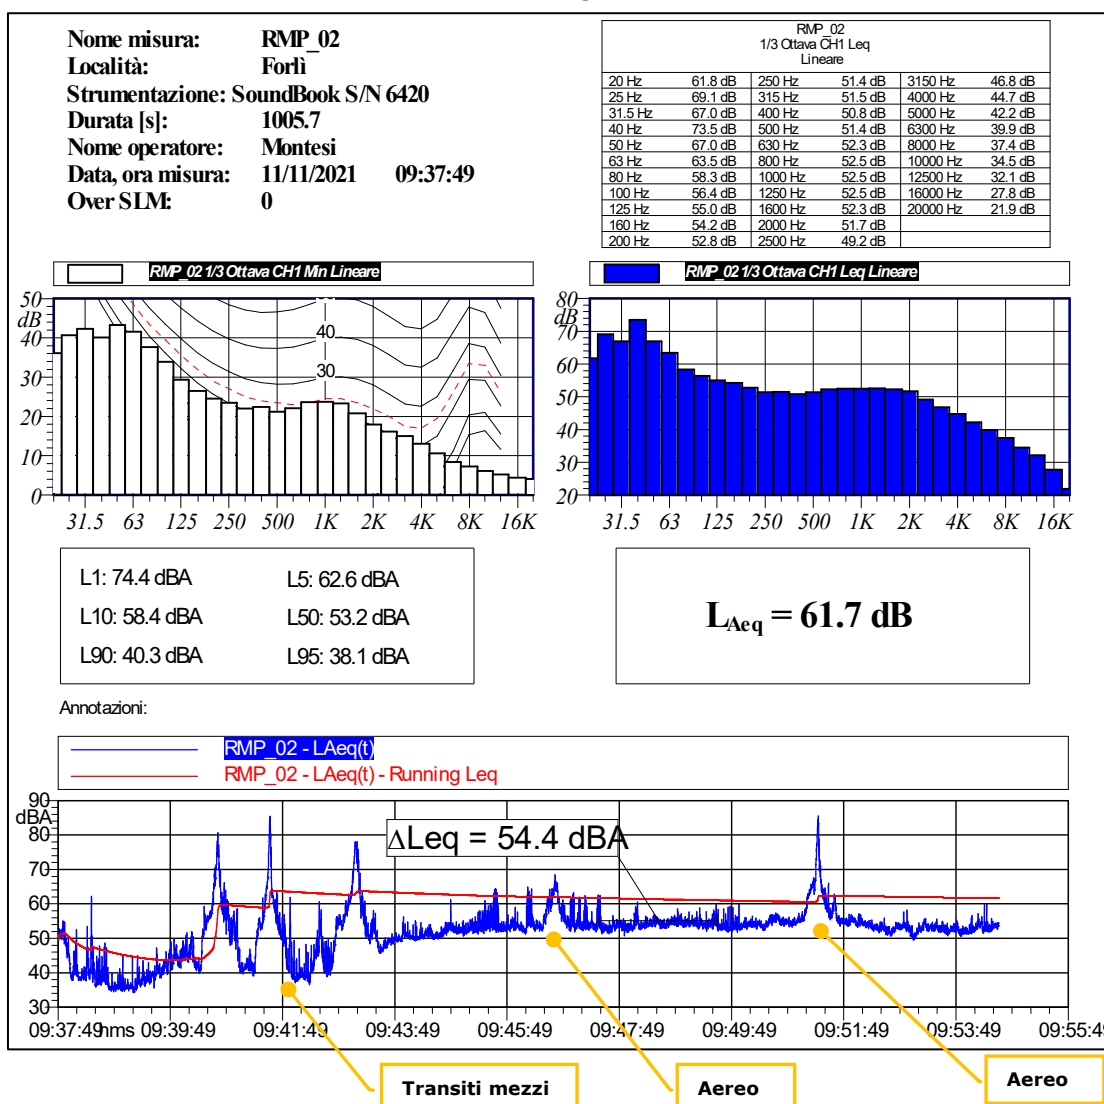 Nome misura: RMP_02
Località: Forlì
Strumentazione: SoundBook S/N 6420
Durata [s]: 1005.7
Nome operatore: Montesi
Data, ora misura: 11/11/2021 09:37:49
Over SLM: 0
RMP_02
1/3 Ottava CH1 Leq
Lineare
20 Hz 61.8 dB 250 Hz 51.4 dB 3150 Hz 46.8 dB
25 Hz 69.1 dB 315 Hz 51.5 dB 4000 Hz 44.7 dB
31.5 Hz 67.0 dB 400 Hz 50.8 dB 5000 Hz 42.2 dB
40 Hz 73.5 dB 500 Hz 51.4 dB 6300 Hz 39.9 dB
50 Hz 67.0 dB 630 Hz 52.3 dB 8000 Hz 37.4 dB
63 Hz 63.5 dB 800 Hz 52.5 dB 10000 Hz 34.5 dB
80 Hz 58.3 dB 1000 Hz 52.5 dB 12500 Hz 32.1 dB
100 Hz 56.4 dB 1250 Hz 52.5 dB 16000 Hz 27.8 dB
125 Hz 55.0 dB 1600 Hz 52.3 dB 20000 Hz 21.9 dB
160 Hz 54.2 dB 2000 Hz 51.7 dB
200 Hz 52.8 dB 2500 Hz 49.2 dB
RMP_02 1/3 Ottava CH1 Min Lineare
50
dB
40
30
20
10
0
40
30
31.5 63 125 250 500 1K 2K 4K 8K 16K
RMP_02 1/3 Ottava CH1 Leq Lineare
80
dB
70
60
50
40
30
20
31.5 63 125 250 500 1K 2K 4K 8K 16K
L1: 74.4 dBA L5: 62.6 dBA
L10: 58.4 dBA L50: 53.2 dBA
L90: 40.3 dBA L95: 38.1 dBA
LAeq = 61.7 dB
Annotazioni:
RMP_02 - LAeq(t)
RMP_02 - LAeq(t) - Running Leq
90
dBA
80
70
60
50
40
30
ΔLeq = 54.4 dBA
09:37:49 hms 09:39:49 09:41:49 09:43:49 09:45:49 09:47:49 09:49:49 09:51:49 09:53:49 09:55:49
Transiti mezzi
Aereo
Aereo